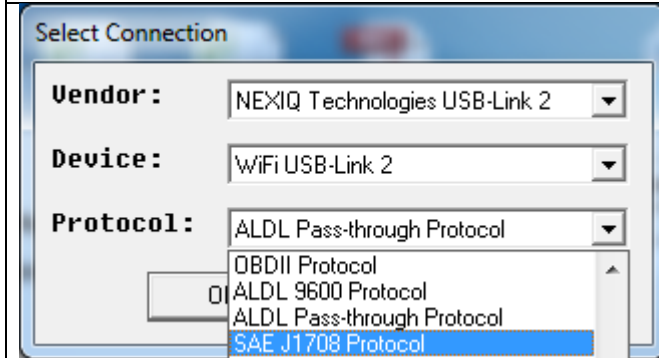 Select Connection
Vendor: NEXIQ Technologies USB-Link 2
Device: WiFi USB-Link 2
Protocol: ALDL Pass-through Protocol
OBDII Protocol
ALDL 9600 Protocol
ALDL Pass-through Protocol
SAE J1708 Protocol